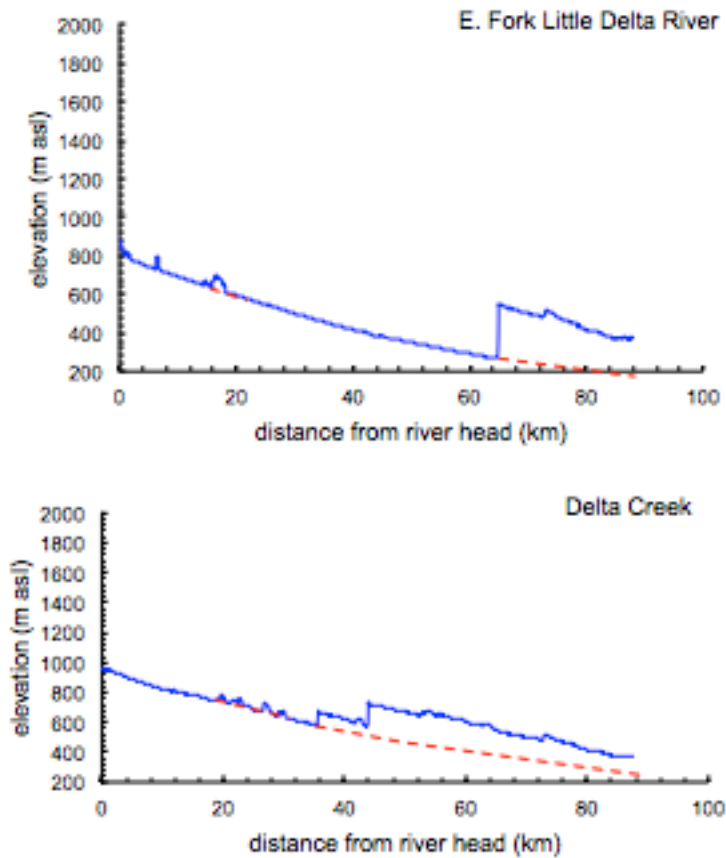 E. Fork Little Delta River
2000
1800
1600
1400
1200
1000
800
600
400
200
elevation (m asl)
0 20 40 60 80 100
distance from river head (km)
Delta Creek
2000
1800
1600
1400
1200
1000
800
600
400
200
elevation (m asl)
0 20 40 60 80 100
distance from river head (km)